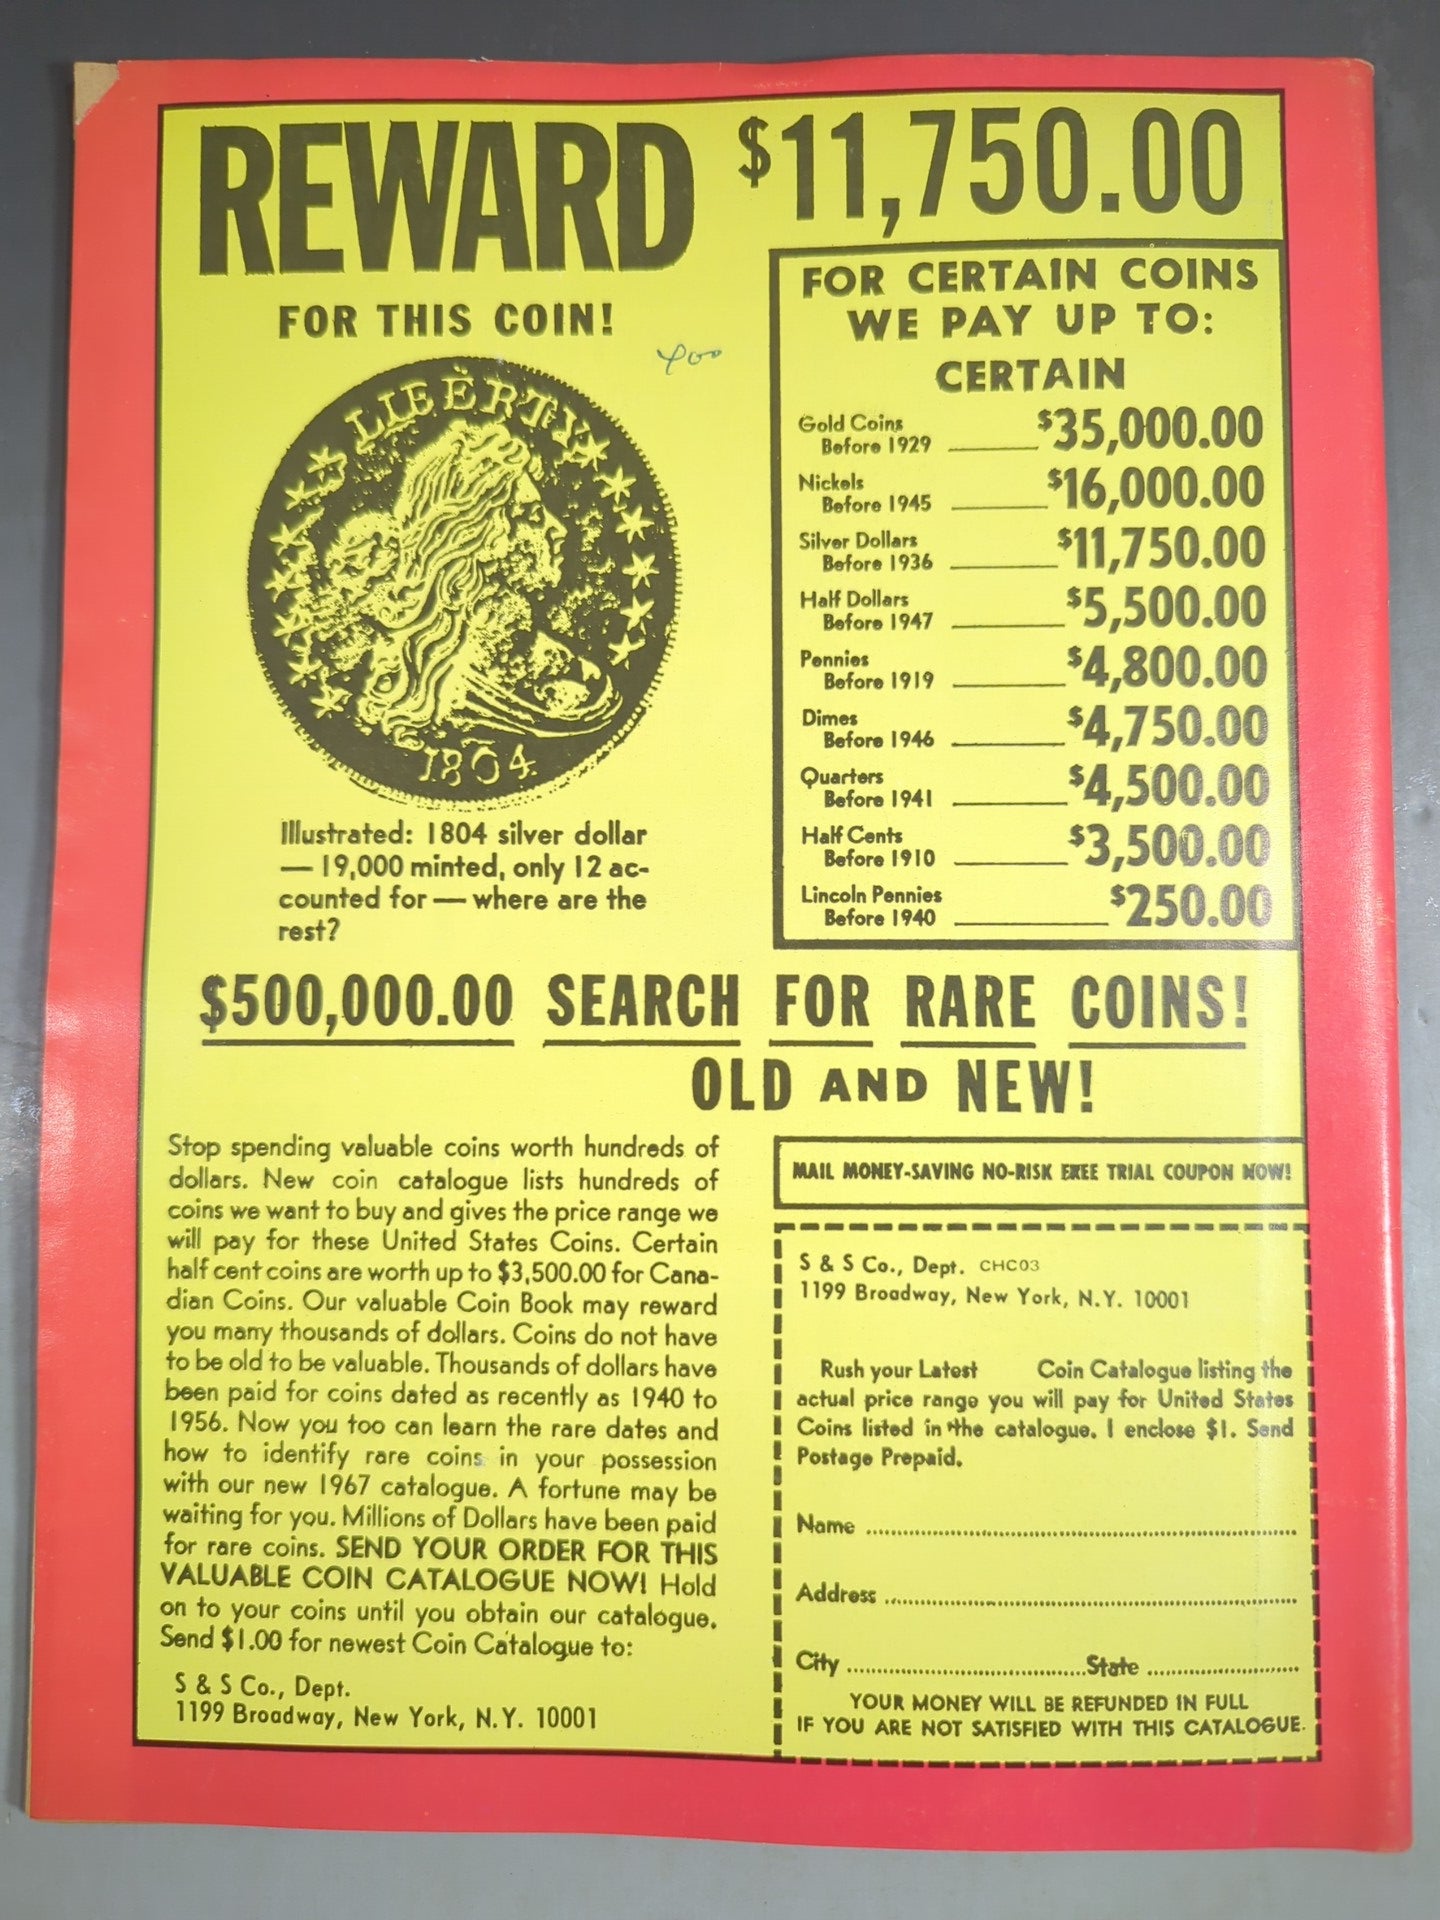 REWARD $11,750.00
FOR THIS COIN!
400
LIBERTY
1804
Illustrated: 1804 silver dollar
— 19,000 minted, only 12 ac-
counted for — where are the
rest?
FOR CERTAIN COINS
WE PAY UP TO:
CERTAIN
Gold Coins
Before 1929 $35,000.00
Nickels
Before 1945 $16,000.00
Silver Dollars
Before 1936 $11,750.00
Half Dollars
Before 1947 $5,500.00
Pennies
Before 1919 $4,800.00
Dimes
Before 1946 $4,750.00
Quarters
Before 1941 $4,500.00
Half Cents
Before 1910 $3,500.00
Lincoln Pennies
Before 1940 $250.00
$500,000.00 SEARCH FOR RARE COINS!
OLD AND NEW!
Stop spending valuable coins worth hundreds of
dollars. New coin catalogue lists hundreds of
coins we want to buy and gives the price range we
will pay for these United States Coins. Certain
half cent coins are worth up to $3,500.00 for Cana-
dian Coins. Our valuable Coin Book may reward
you many thousands of dollars. Coins do not have
to be old to be valuable. Thousands of dollars have
been paid for coins dated as recently as 1940 to
1956. Now you too can learn the rare dates and
how to identify rare coins in your possession
with our new 1967 catalogue. A fortune may be
waiting for you. Millions of Dollars have been paid
for rare coins. SEND YOUR ORDER FOR THIS
VALUABLE COIN CATALOGUE NOW! Hold
on to your coins until you obtain our catalogue.
Send $1.00 for newest Coin Catalogue to:
S & S Co., Dept.
1199 Broadway, New York, N.Y. 10001
MAIL MONEY-SAVING NO-RISK FREE TRIAL COUPON NOW!
S & S Co., Dept. CHC03
1199 Broadway, New York, N.Y. 10001
Rush your Latest Coin Catalogue listing the
actual price range you will pay for United States
Coins listed in the catalogue. I enclose $1. Send
Postage Prepaid.
Name
Address
City State
YOUR MONEY WILL BE REFUNDED IN FULL
IF YOU ARE NOT SATISFIED WITH THIS CATALOGUE.